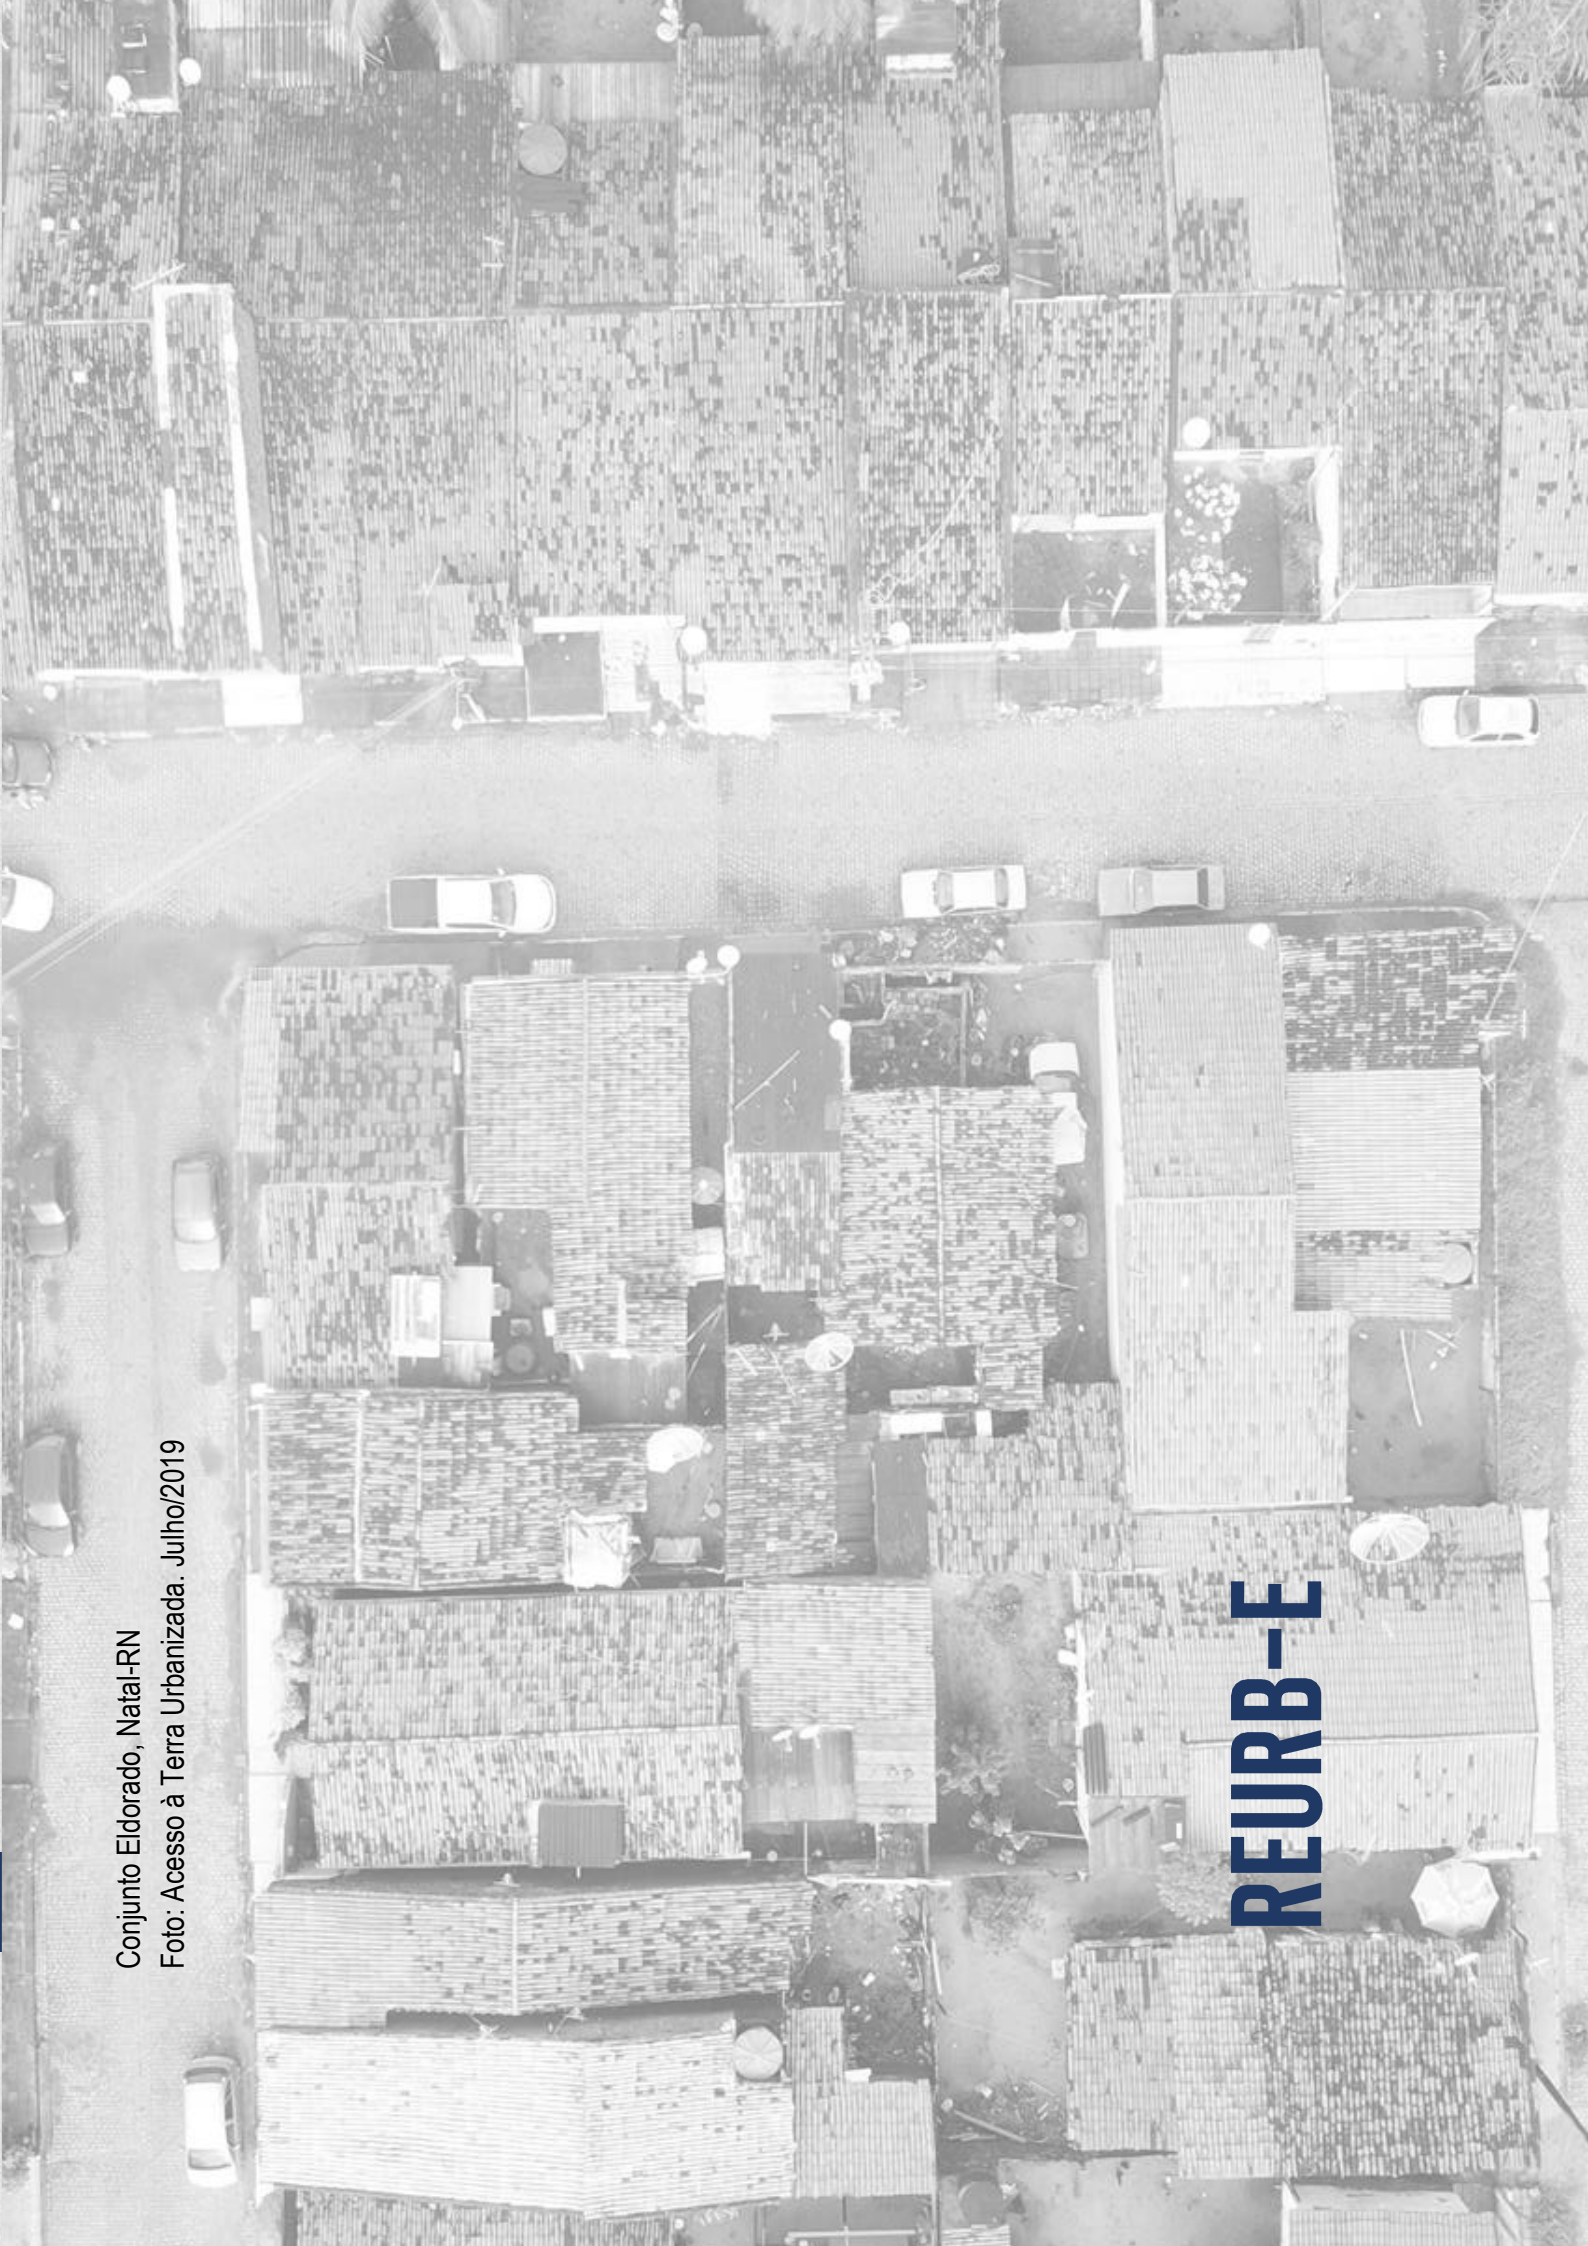 Conjunto Eldorado, Natal-RN
Foto: Acesso à Terra Urbanizada. Julho/2019
REURB–E